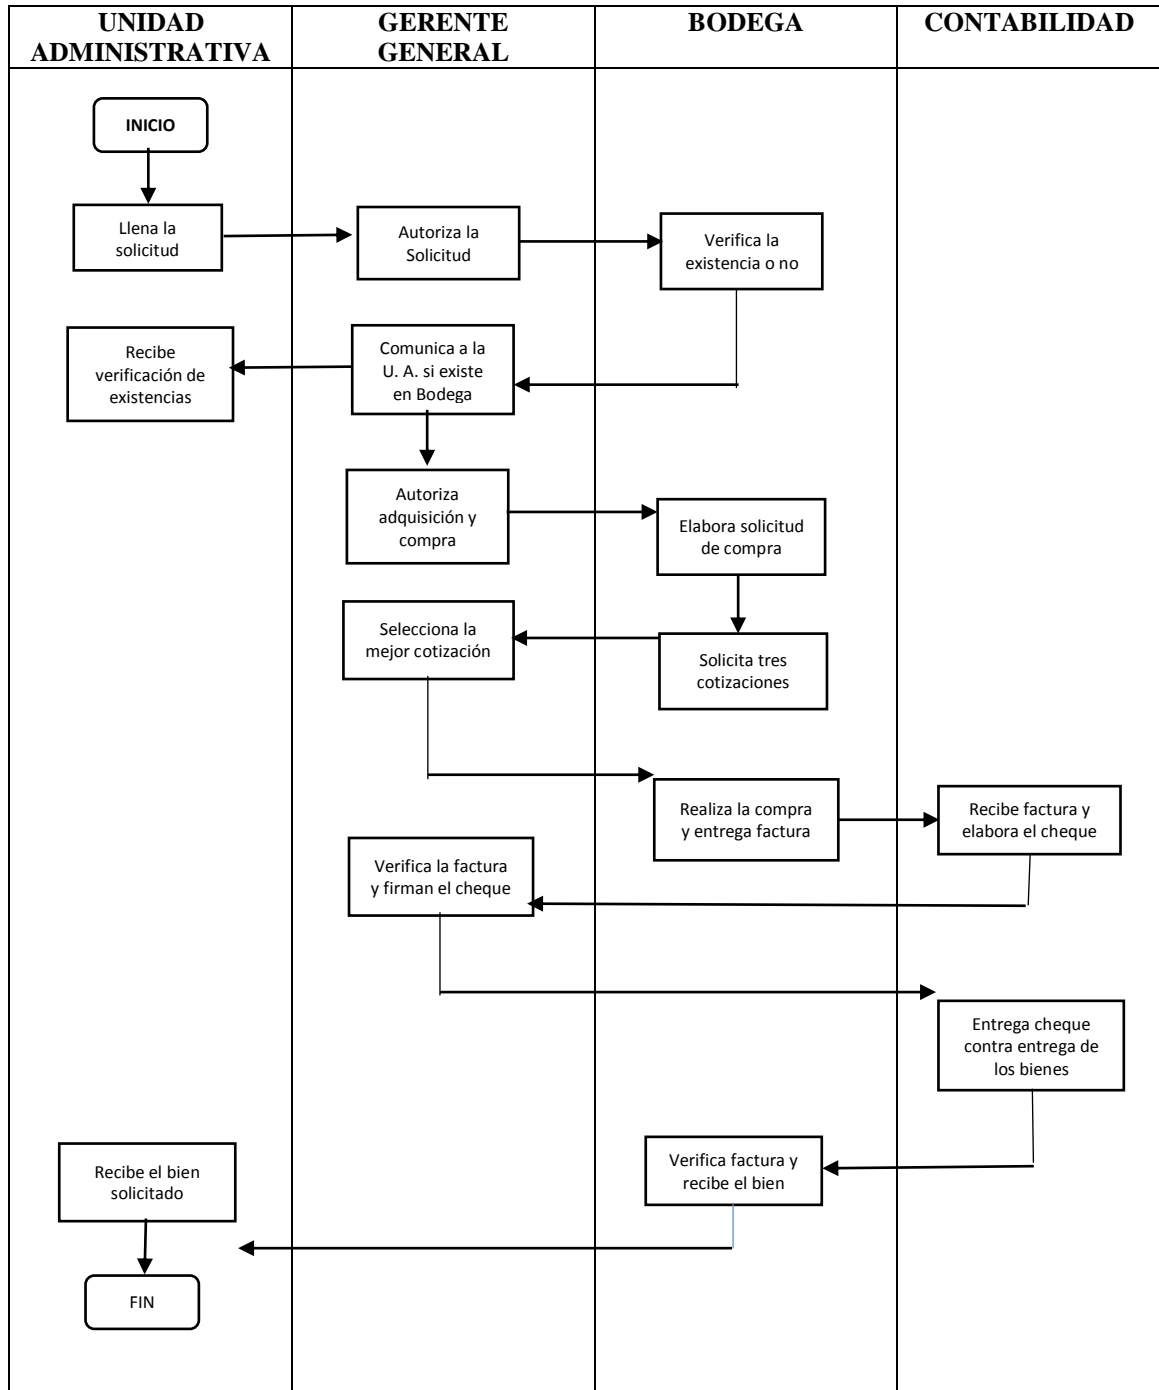 UNIDAD
ADMINISTRATIVA
GERENTE
GENERAL
BODEGA
CONTABILIDAD
INICIO
Llena la
solicitud
Autoriza la
Solicitud
Verifica la
existencia o no
Recibe
verificación de
existencias
Comunica a la
U. A. si existe
en Bodega
Autoriza
adquisición y
compra
Elabora solicitud
de compra
Selecciona la
mejor cotización
Solicita tres
cotizaciones
Realiza la compra
y entrega factura
Recibe factura y
elabora el cheque
Verifica la factura
y firman el cheque
Entrega cheque
contra entrega de
los bienes
Recibe el bien
solicitado
Verifica factura y
recibe el bien
FIN